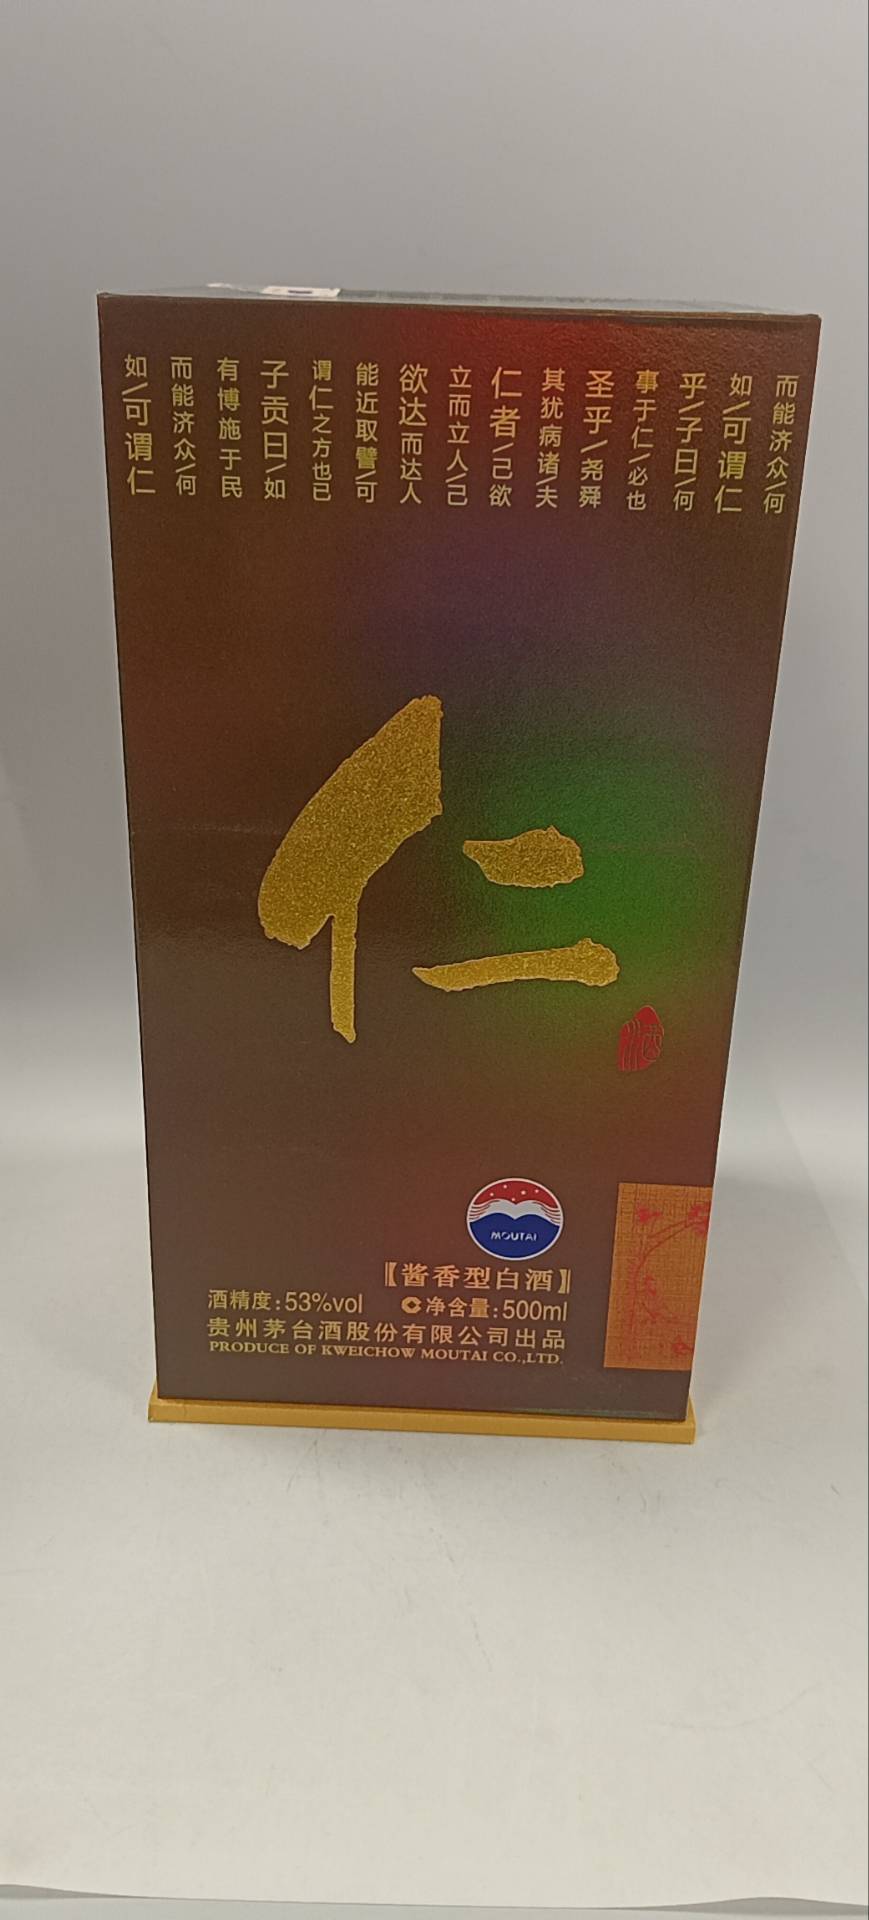 如/可谓仁
而能济众/何
有博施于民
子贡曰/如
谓仁之方也已
能近取譬/可
欲达而达人
立而立人/己
仁者/己欲
其犹病诸/夫
圣乎/尧舜
事于仁/必也
乎/子曰/何
如/可谓仁
而能济众/何
仁
酒
MOUTAI
【酱香型白酒】
酒精度:53%vol 净含量:500ml
贵州茅台酒股份有限公司出品
PRODUCE OF KWEICHOW MOUTAI CO.,LTD.